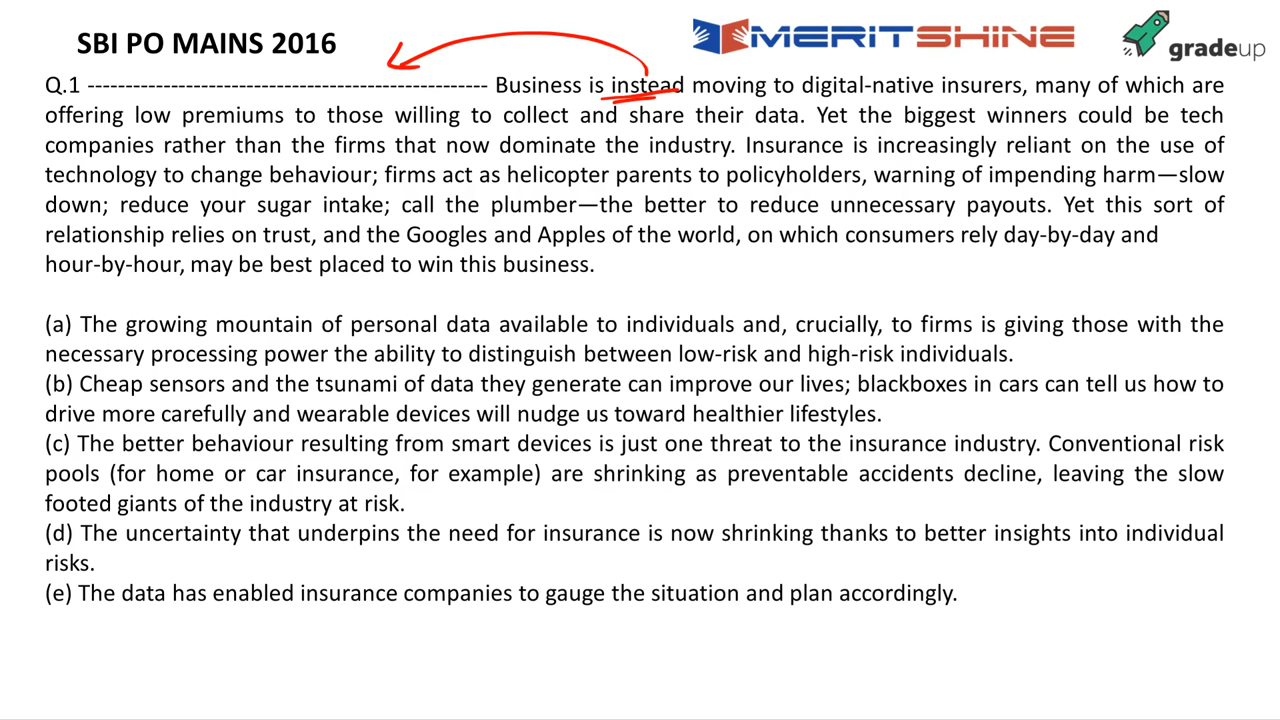 SBI PO MAINS 2016
MERITSHINE
gradeup
Q.1 ---------------------------------------------------- Business is instead moving to digital-native insurers, many of which are
offering low premiums to those willing to collect and share their data. Yet the biggest winners could be tech
companies rather than the firms that now dominate the industry. Insurance is increasingly reliant on the use of
technology to change behaviour; firms act as helicopter parents to policyholders, warning of impending harm—slow
down; reduce your sugar intake; call the plumber—the better to reduce unnecessary payouts. Yet this sort of
relationship relies on trust, and the Googles and Apples of the world, on which consumers rely day-by-day and
hour-by-hour, may be best placed to win this business.
(a) The growing mountain of personal data available to individuals and, crucially, to firms is giving those with the
necessary processing power the ability to distinguish between low-risk and high-risk individuals.
(b) Cheap sensors and the tsunami of data they generate can improve our lives; blackboxes in cars can tell us how to
drive more carefully and wearable devices will nudge us toward healthier lifestyles.
(c) The better behaviour resulting from smart devices is just one threat to the insurance industry. Conventional risk
pools (for home or car insurance, for example) are shrinking as preventable accidents decline, leaving the slow
footed giants of the industry at risk.
(d) The uncertainty that underpins the need for insurance is now shrinking thanks to better insights into individual
risks.
(e) The data has enabled insurance companies to gauge the situation and plan accordingly.